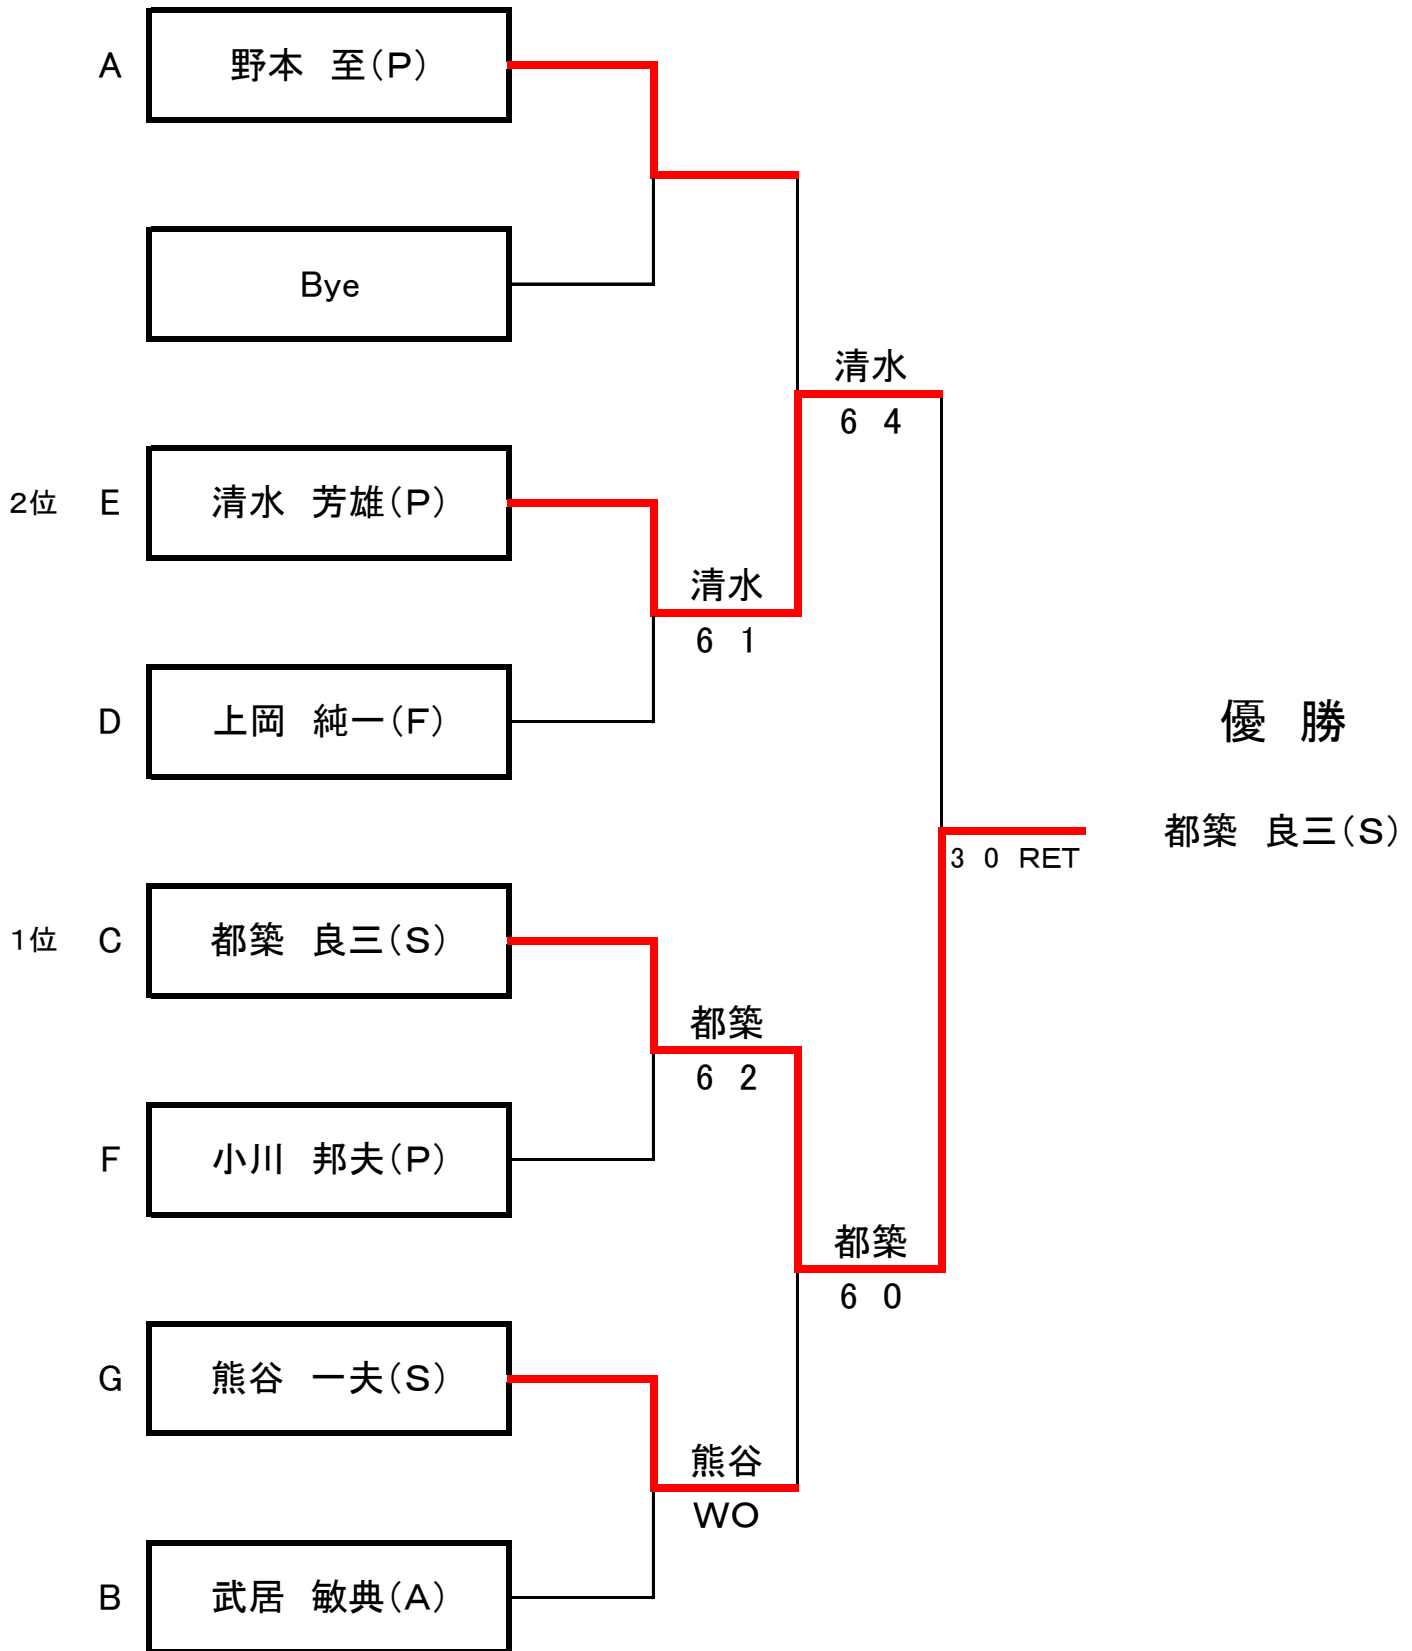 A 野本　至（P）
Bye
清水
6 4
2位 E 清水　芳雄（P）
清水
6 1
D 上岡　純一（F）
優　勝
都築　良三（S）
3 0 RET
1位 C 都築　良三（S）
都築
6 2
F 小川　邦夫（P）
都築
6 0
G 熊谷　一夫（S）
熊谷
WO
B 武居　敏典（A）